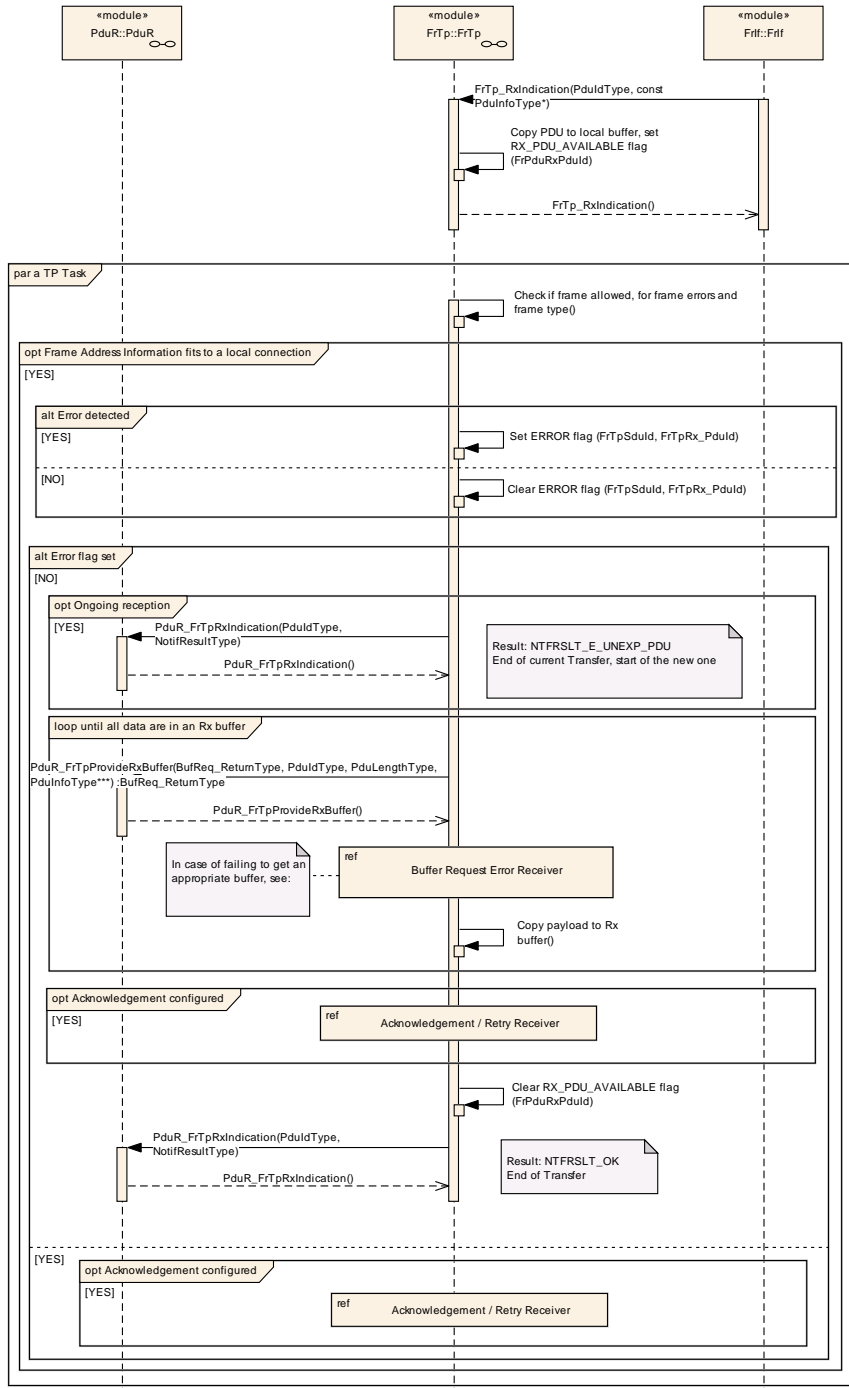 «module»
PduR::PduR
«module»
FrTp::FrTp
«module»
FrIf::FrIf
FrTp_RxIndication(PduIdType, const
PduInfoType*)
Copy PDU to local buffer, set
RX_PDU_AVAILABLE flag
(FrPduRxPduId)
FrTp_RxIndication()
par a TP Task
Check if frame allowed, for frame errors and
frame type()
opt Frame Address Information fits to a local connection
[YES]
alt Error detected
[YES]
Set ERROR flag (FrTpSduId, FrTpRx_PduId)
[NO]
Clear ERROR flag (FrTpSduId, FrTpRx_PduId)
alt Error flag set
[NO]
opt Ongoing reception
[YES]
PduR_FrTpRxIndication(PduIdType,
NotifResultType)
Result: NTFRSLT_E_UNEXP_PDU
End of current Transfer, start of the new one
PduR_FrTpRxIndication()
loop until all data are in an Rx buffer
PduR_FrTpProvideRxBuffer(BufReq_ReturnType, PduIdType, PduLengthType,
PduInfoType***) :BufReq_ReturnType
PduR_FrTpProvideRxBuffer()
In case of failing to get an
appropriate buffer, see:
ref
Buffer Request Error Receiver
Copy payload to Rx
buffer()
opt Acknowledgement configured
[YES]
ref
Acknowledgement / Retry Receiver
Clear RX_PDU_AVAILABLE flag
(FrPduRxPduId)
PduR_FrTpRxIndication(PduIdType,
NotifResultType)
Result: NTFRSLT_OK
End of Transfer
PduR_FrTpRxIndication()
[YES]
opt Acknowledgement configured
[YES]
ref
Acknowledgement / Retry Receiver